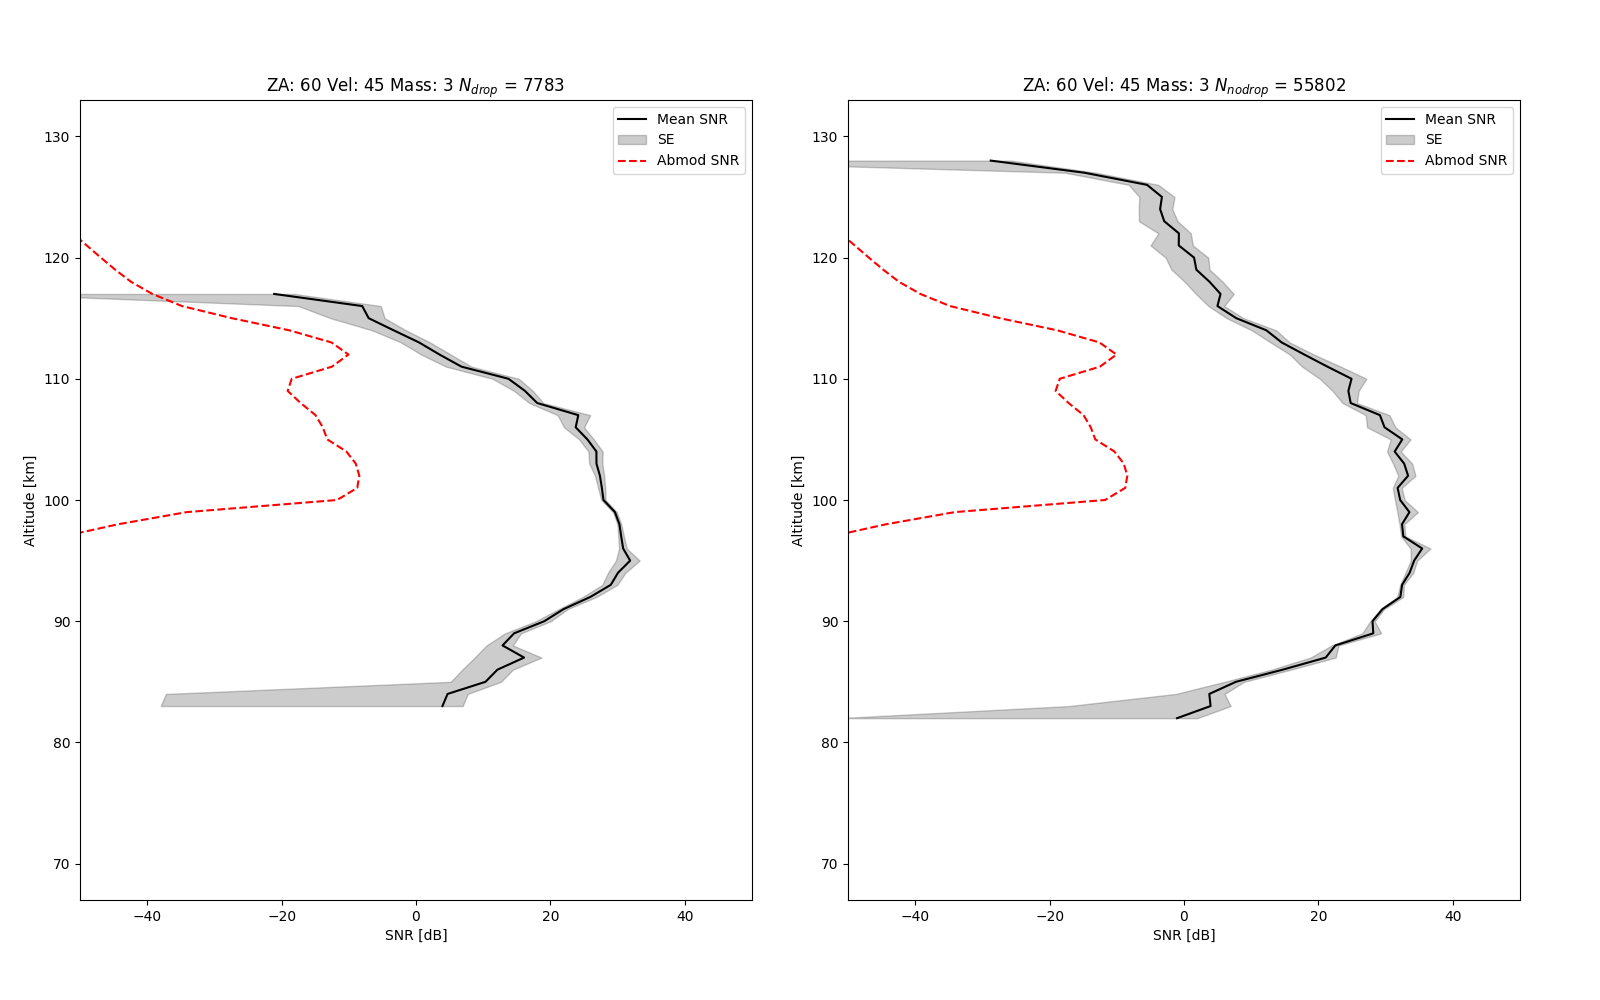 ZA: 60 Vel: 45 Mass: 3 N_drop = 7783
Mean SNR
SE
Abmod SNR
130
120
110
100
90
80
70
Altitude [km]
−40
−20
0
20
40
SNR [dB]
ZA: 60 Vel: 45 Mass: 3 N_nodrop = 55802
Mean SNR
SE
Abmod SNR
130
120
110
100
90
80
70
Altitude [km]
−40
−20
0
20
40
SNR [dB]